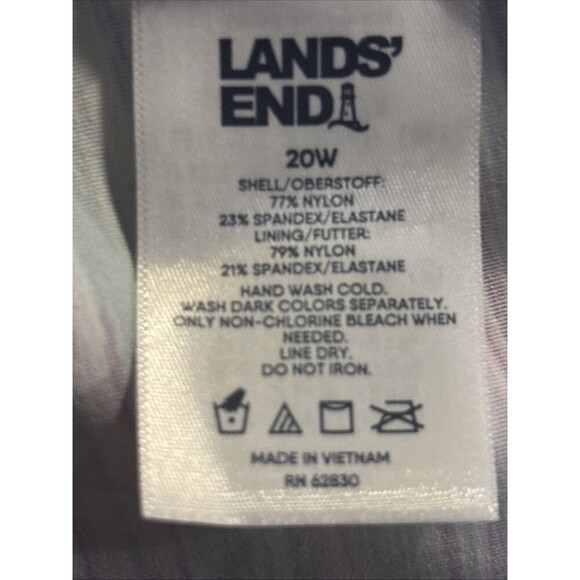 LANDS'
END
20W
SHELL/OBERSTOFF:
77% NYLON
23% SPANDEX/ELASTANE
LINING/FUTTER:
79% NYLON
21% SPANDEX/ELASTANE
HAND WASH COLD.
WASH DARK COLORS SEPARATELY.
ONLY NON-CHLORINE BLEACH WHEN
NEEDED.
LINE DRY.
DO NOT IRON.
MADE IN VIETNAM
RN 62830